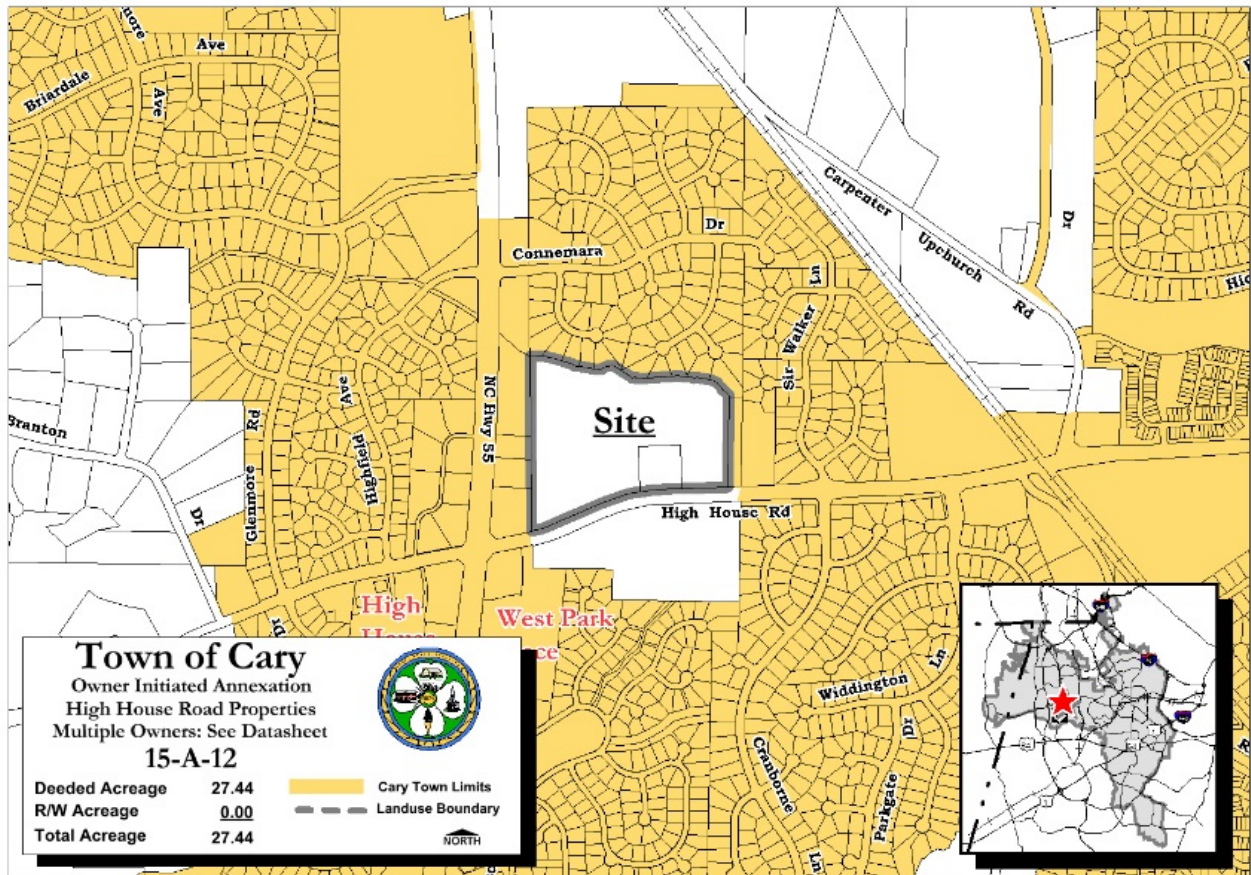 Ave
Briardale
Ave
Carpenter
Upchurch
Rd
Dr
Connemara
Dr
Ln
Sir Walker
NC Hwy 55
Site
Ave
Highfield
Branton
Dr
Glenmore Rd
High House Rd
High
West Park
Dr
Widdington
Ln
Cranborne
Ln
Parkgate
Dr
Town of Cary
Owner Initiated Annexation
High House Road Properties
Multiple Owners: See Datasheet
15-A-12
Deeded Acreage 27.44
R/W Acreage 0.00
Total Acreage 27.44
Cary Town Limits
Landuse Boundary
NORTH